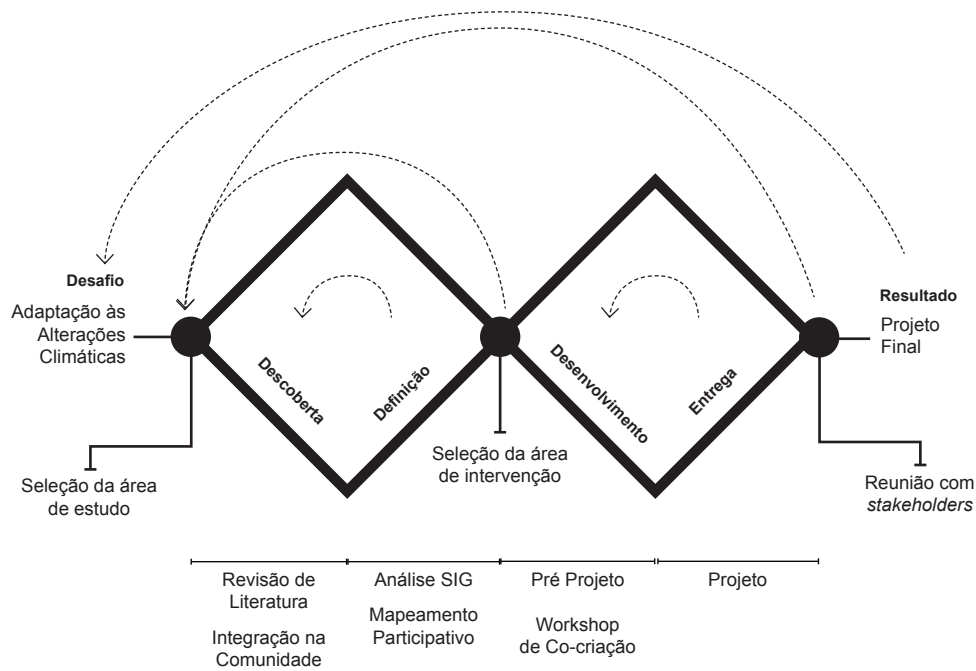 Desafio
Adaptação às
Alterações
Climáticas
Resultado
Projeto
Final
Descoberta
Definição
Desenvolvimento
Entrega
Seleção da área
de estudo
Seleção da área
de intervenção
Reunião com
stakeholders
Revisão de
Literatura
Integração na
Comunidade
Análise SIG
Mapeamento
Participativo
Pré Projeto
Workshop
de Co-criação
Projeto